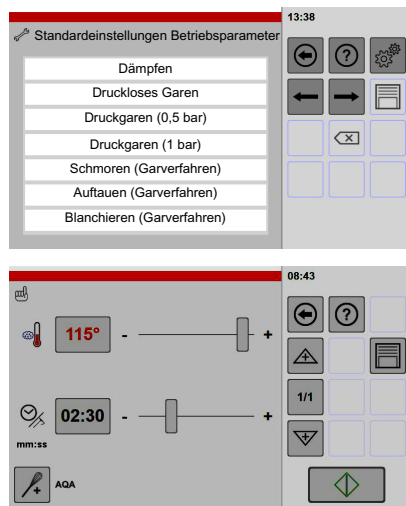 13:38
Standardeinstellungen Betriebsparameter
Dämpfen
Druckloses Garen
Druckgaren (0,5 bar)
Druckgaren (1 bar)
Schmoren (Garverfahren)
Auftauen (Garverfahren)
Blanchieren (Garverfahren)
08:43
115° - +
1/1
02:30 - +
mm:ss
AQA